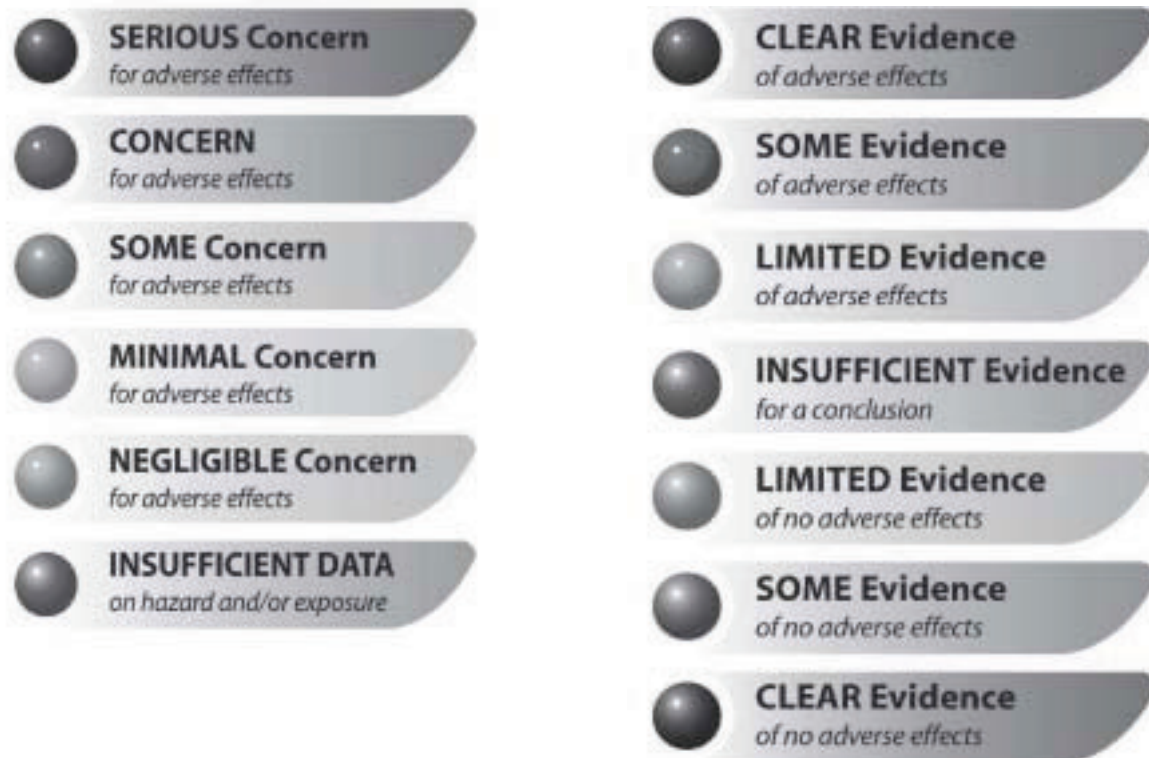 SERIOUS Concern
for adverse effects
CONCERN
for adverse effects
SOME Concern
for adverse effects
MINIMAL Concern
for adverse effects
NEGLIGIBLE Concern
for adverse effects
INSUFFICIENT DATA
on hazard and/or exposure
CLEAR Evidence
of adverse effects
SOME Evidence
of adverse effects
LIMITED Evidence
of adverse effects
INSUFFICIENT Evidence
for a conclusion
LIMITED Evidence
of no adverse effects
SOME Evidence
of no adverse effects
CLEAR Evidence
of no adverse effects